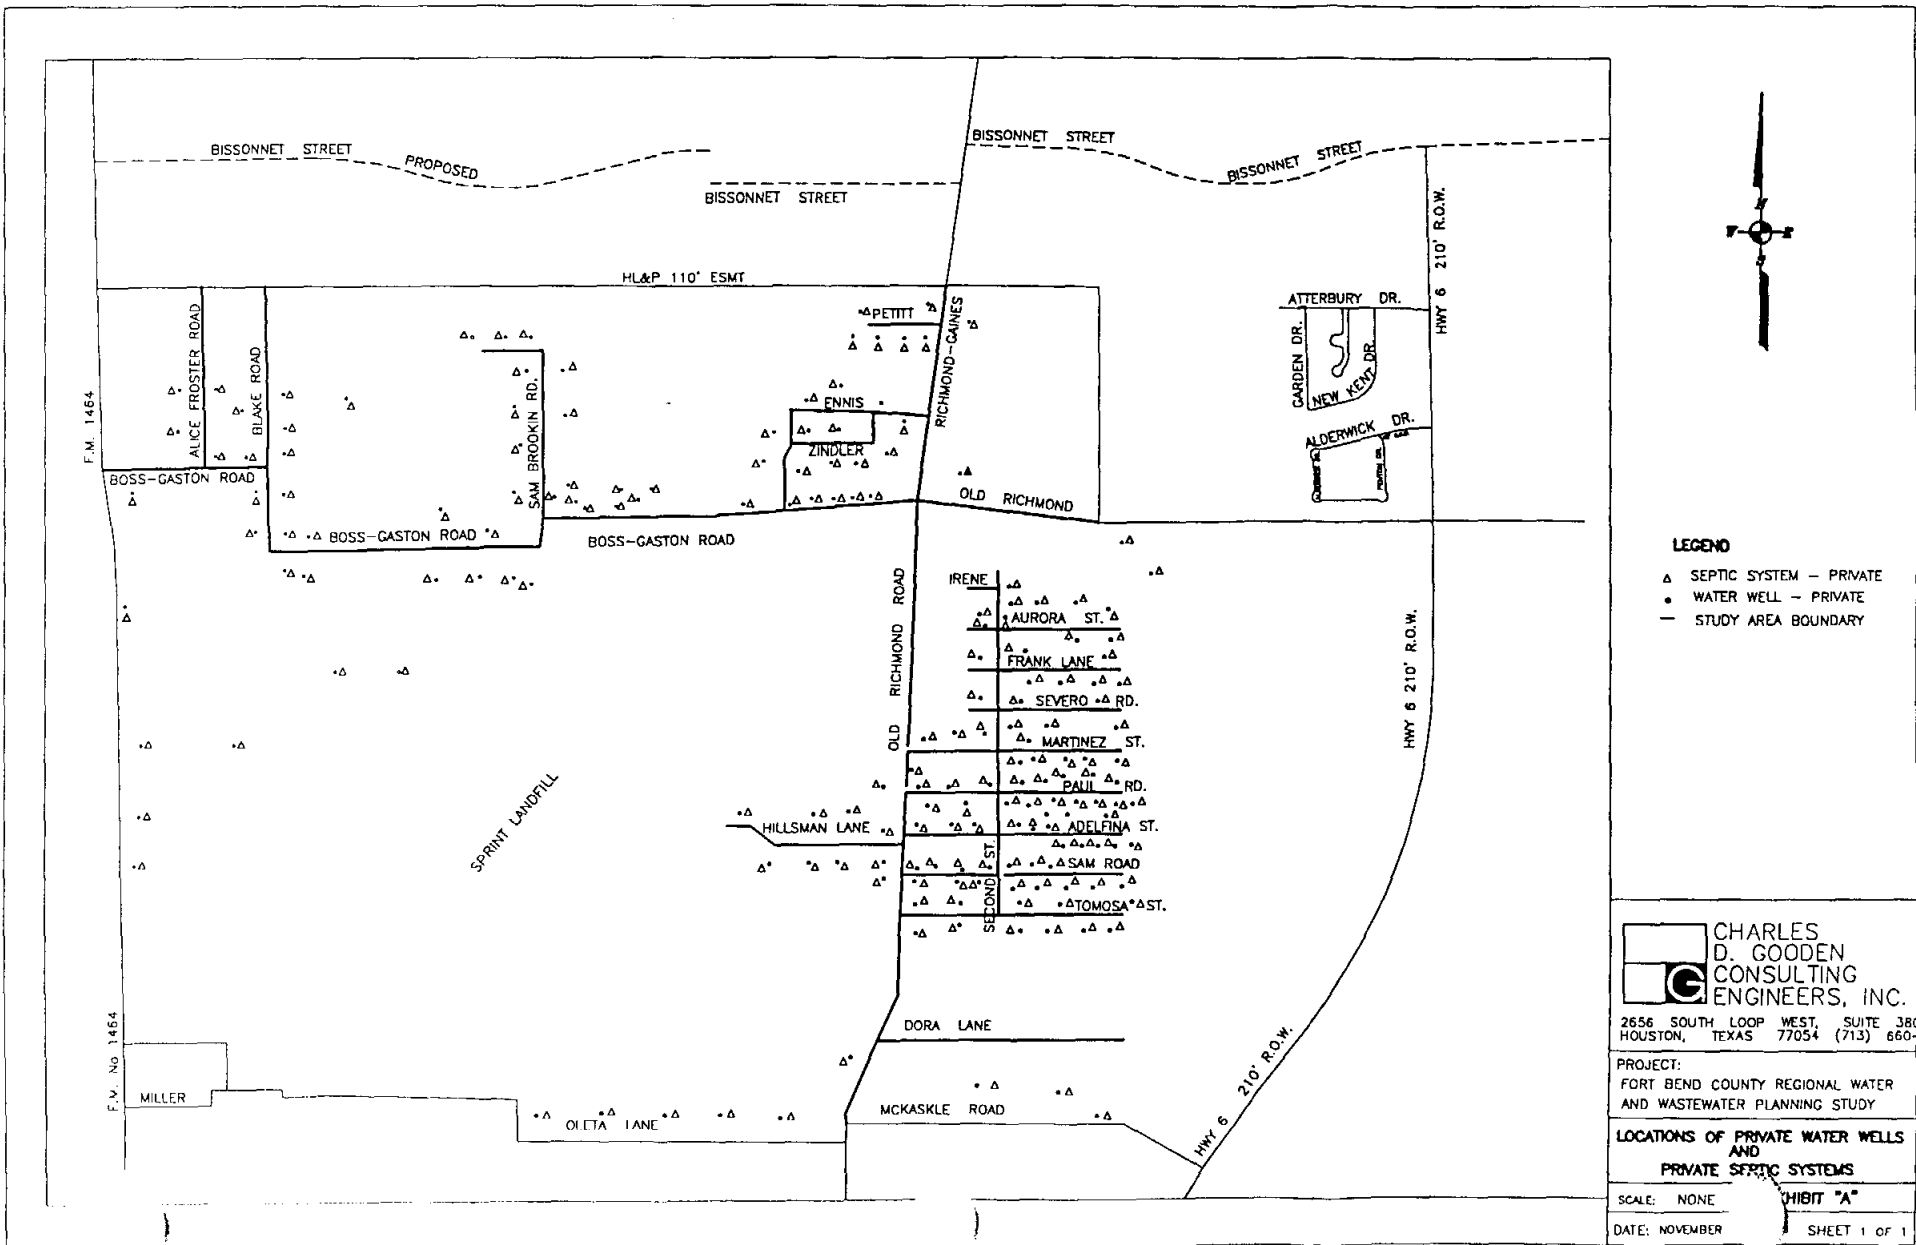 BISSONNET STREET
PROPOSED
BISSONNET STREET
BISSONNET STREET
BISSONNET STREET
HWY 6 210' R.O.W.
HL&P 110' ESMT
PETITT
RICHMOND-GAINES
ATTERBURY DR.
GARDEN DR.
NEW KENT DR.
ALDERWICK DR.
F.M. 1464
ALICE FROSTER ROAD
BLAKE ROAD
SAM BROOKIN RD.
ENNIS
ZINDLER
BOSS-GASTON ROAD
OLD RICHMOND
BOSS-GASTON ROAD
BOSS-GASTON ROAD
OLD RICHMOND ROAD
IRENE
AURORA ST.
FRANK LANE
SEVERO RD.
MARTINEZ ST.
PAUL RD.
ADELFINA ST.
SAM ROAD
TOMOSA ST.
SECOND ST.
HWY 6 210' R.O.W.
SPRINT LANDFILL
HILLSMAN LANE
DORA LANE
F.M. No 1464
MILLER
OLETA LANE
MCKASKLE ROAD
HWY 6 210' R.O.W.
N
W E
S
LEGEND
SEPTIC SYSTEM - PRIVATE
WATER WELL - PRIVATE
STUDY AREA BOUNDARY
G
CHARLES
D. GOODEN
CONSULTING
ENGINEERS, INC.
2656 SOUTH LOOP WEST, SUITE 380
HOUSTON, TEXAS 77054 (713) 660-
PROJECT:
FORT BEND COUNTY REGIONAL WATER
AND WASTEWATER PLANNING STUDY
LOCATIONS OF PRIVATE WATER WELLS
AND
PRIVATE SEPTIC SYSTEMS
SCALE: NONE HIBIT "A"
DATE: NOVEMBER SHEET 1 OF 1